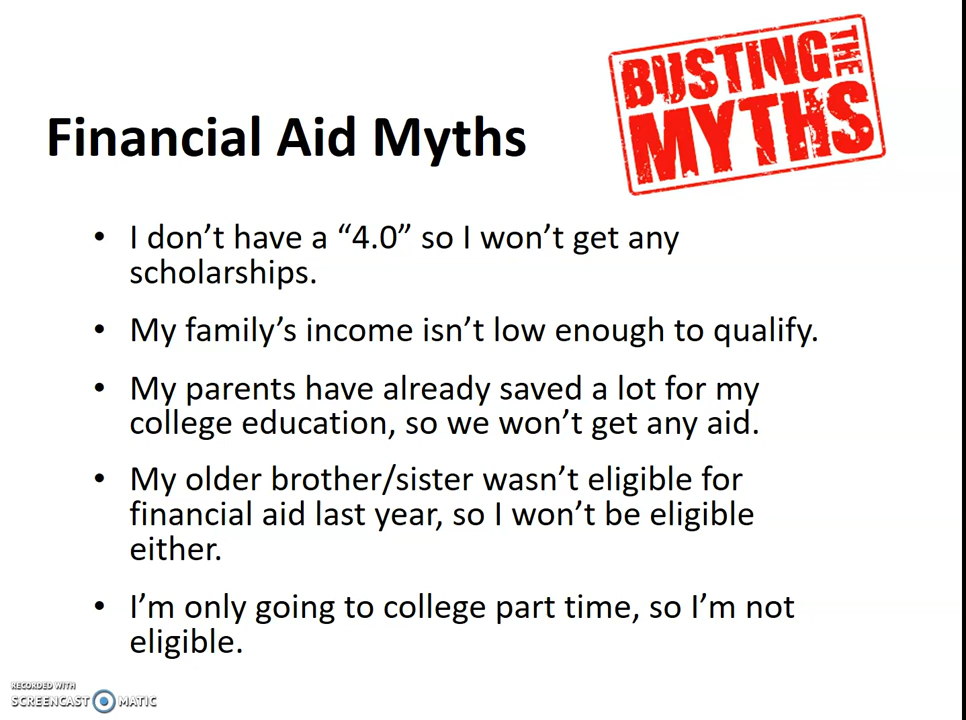 BUSTING THE
MYTHS
Financial Aid Myths
• I don’t have a “4.0” so I won’t get any
scholarships.
• My family’s income isn’t low enough to qualify.
• My parents have already saved a lot for my
college education, so we won’t get any aid.
• My older brother/sister wasn’t eligible for
financial aid last year, so I won’t be eligible
either.
• I’m only going to college part time, so I’m not
eligible.
RECORDED WITH
SCREENCAST MATIC